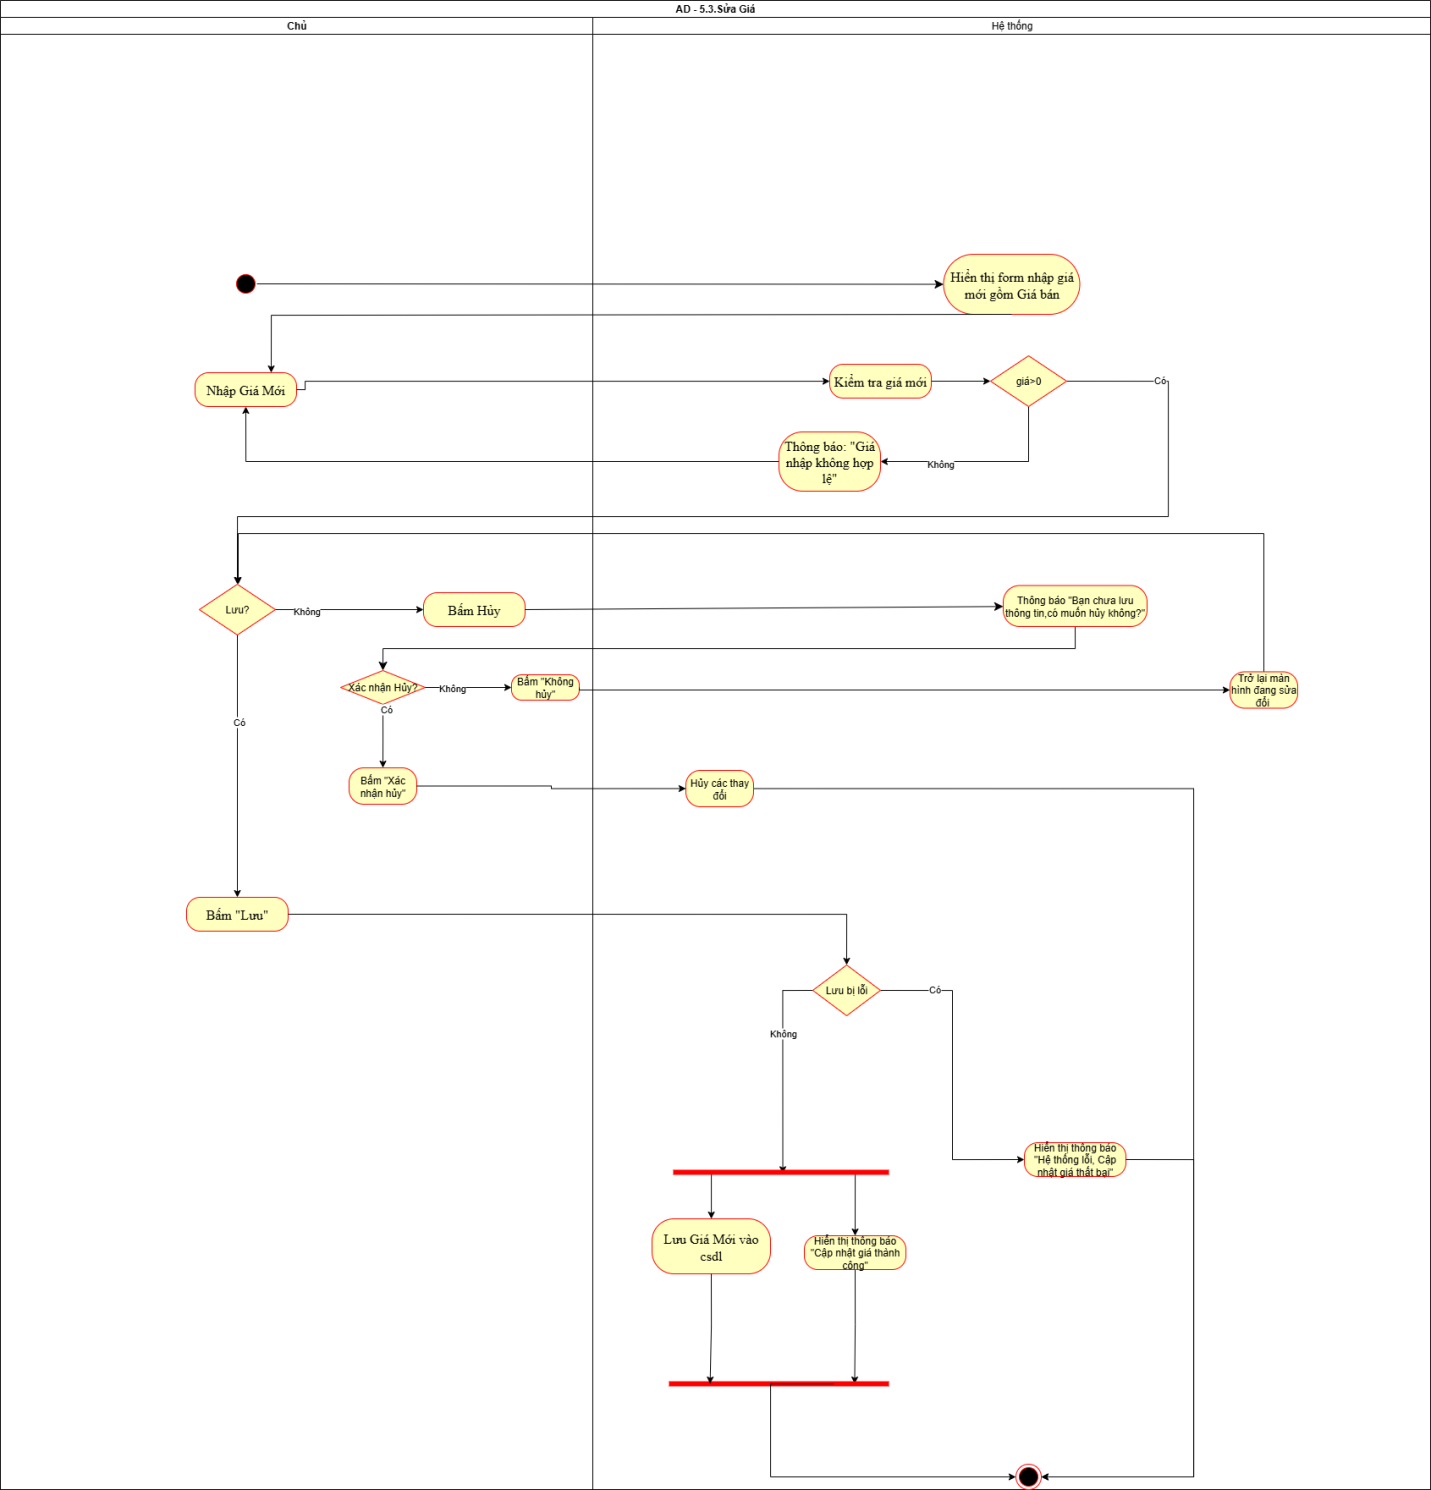 AD - 5.3.Sửa Giá
Chủ
Hệ thống
Hiển thị form nhập giá
mới gồm Giá bán
Nhập Giá Mới
Kiểm tra giá mới
giá>0
Có
Thông báo: "Giá
nhập không hợp
lệ"
Không
Lưu?
Không
Bấm Hủy
Thông báo "Bạn chưa lưu
thông tin,có muốn hủy không?"
Xác nhận Hủy?
Không
Bấm "Không
hủy"
Trở lại màn
hình đang sửa
đổi
Có
Có
Bấm "Xác
nhận hủy"
Hủy các thay
đổi
Bấm "Lưu"
Lưu bị lỗi
Có
Không
Hiển thị thông báo
"Hệ thống lỗi, Cập
nhật giá thất bại"
Lưu Giá Mới vào
csdl
Hiển thị thông báo
"Cập nhật giá thành
công"